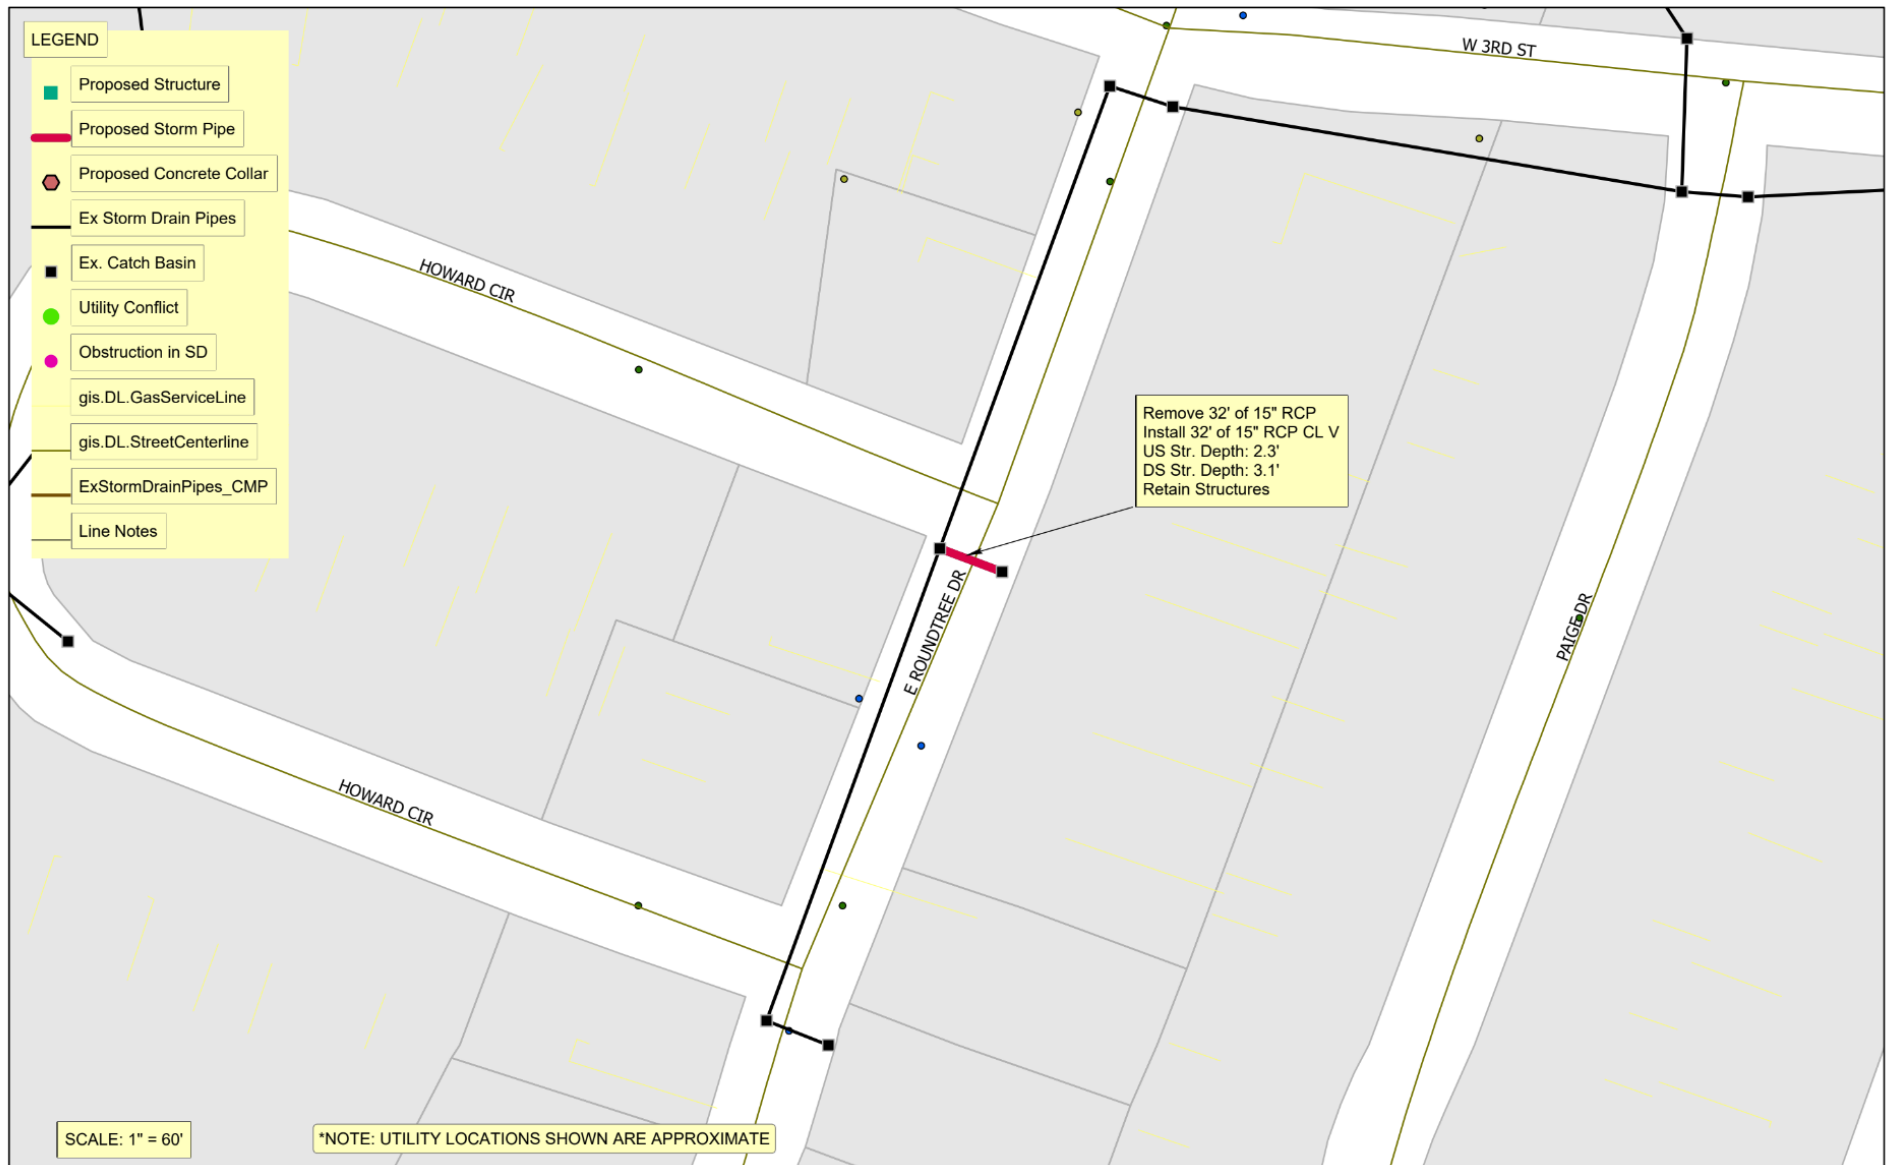 LEGEND
Proposed Structure
Proposed Storm Pipe
Proposed Concrete Collar
Ex Storm Drain Pipes
Ex. Catch Basin
Utility Conflict
Obstruction in SD
gis.DL.GasServiceLine
gis.DL.StreetCenterline
ExStormDrainPipes_CMP
Line Notes
W 3RD ST
HOWARD CIR
Remove 32' of 15" RCP
Install 32' of 15" RCP CL V
US Str. Depth: 2.3'
DS Str. Depth: 3.1'
Retain Structures
E ROUNDTREE DR
PAIGE DR
HOWARD CIR
SCALE: 1" = 60'
*NOTE: UTILITY LOCATIONS SHOWN ARE APPROXIMATE